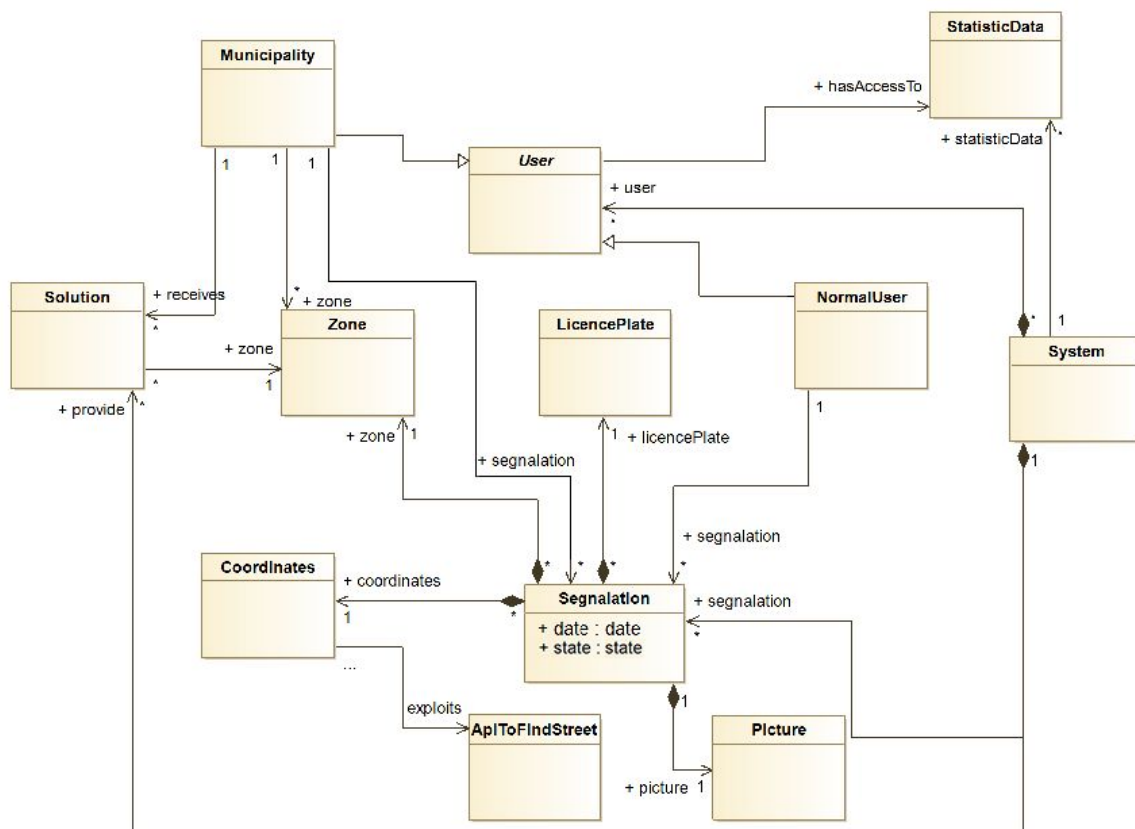 StatisticData
Municipality
+ hasAccessTo
+ statisticData
*
1
1
1
User
+ user
*
Solution
+ receives
*
*
+ zone
Zone
LicencePlate
NormalUser
*
1
System
+ zone
*
1
+ provide
*
+ zone
1
1
+ licencePlate
1
1
+ segnalation
+ segnalation
Coordinates
+ coordinates
1
*
*
*
*
*
Segnalation
+ date : date
+ state : state
+ segnalation
*
...
exploits
ApiToFindStreet
1
Picture
+ picture
1